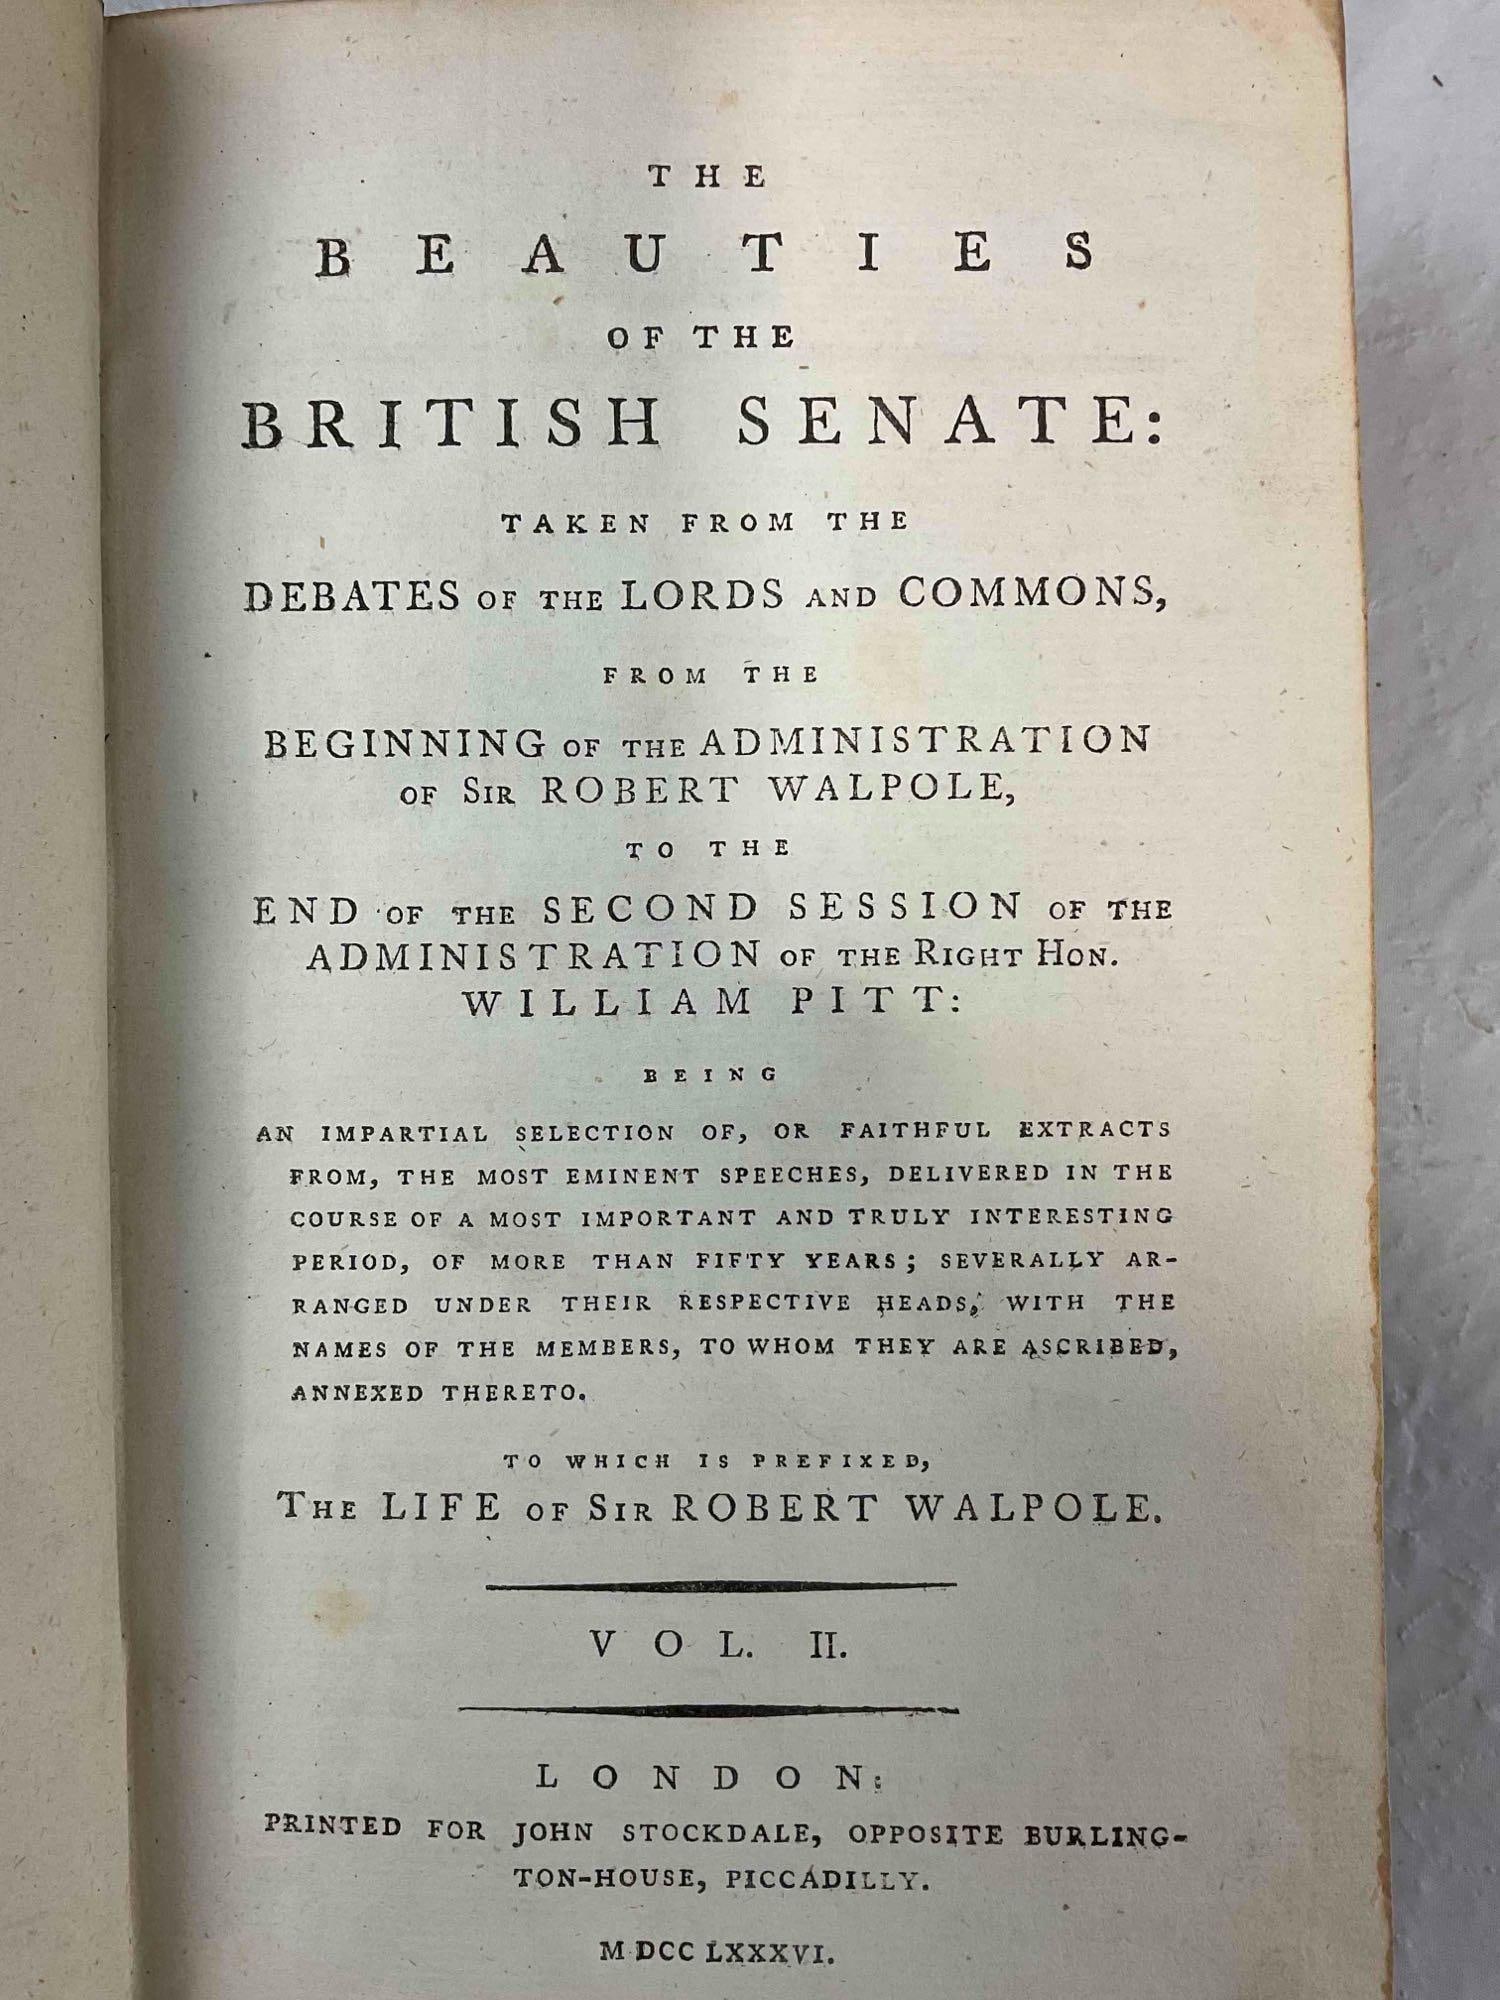 THE
BEAUTIES
OF THE
BRITISH SENATE:
TAKEN FROM THE
DEBATES OF THE LORDS AND COMMONS,
FROM THE
BEGINNING OF THE ADMINISTRATION
OF SIR ROBERT WALPOLE,
TO THE
END OF THE SECOND SESSION OF THE
ADMINISTRATION OF THE RIGHT HON.
WILLIAM PITT:
BEING
AN IMPARTIAL SELECTION OF, OR FAITHFUL EXTRACTS
FROM, THE MOST EMINENT SPEECHES, DELIVERED IN THE
COURSE OF A MOST IMPORTANT AND TRULY INTERESTING
PERIOD, OF MORE THAN FIFTY YEARS; SEVERALLY AR-
RANGED UNDER THEIR RESPECTIVE HEADS, WITH THE
NAMES OF THE MEMBERS, TO WHOM THEY ARE ASCRIBED,
ANNEXED THERETO.
TO WHICH IS PREFIXED,
THE LIFE OF SIR ROBERT WALPOLE.
VOL. II.
LONDON:
PRINTED FOR JOHN STOCKDALE, OPPOSITE BURLING-
TON-HOUSE, PICCADILLY.
M DCC LXXXVI.